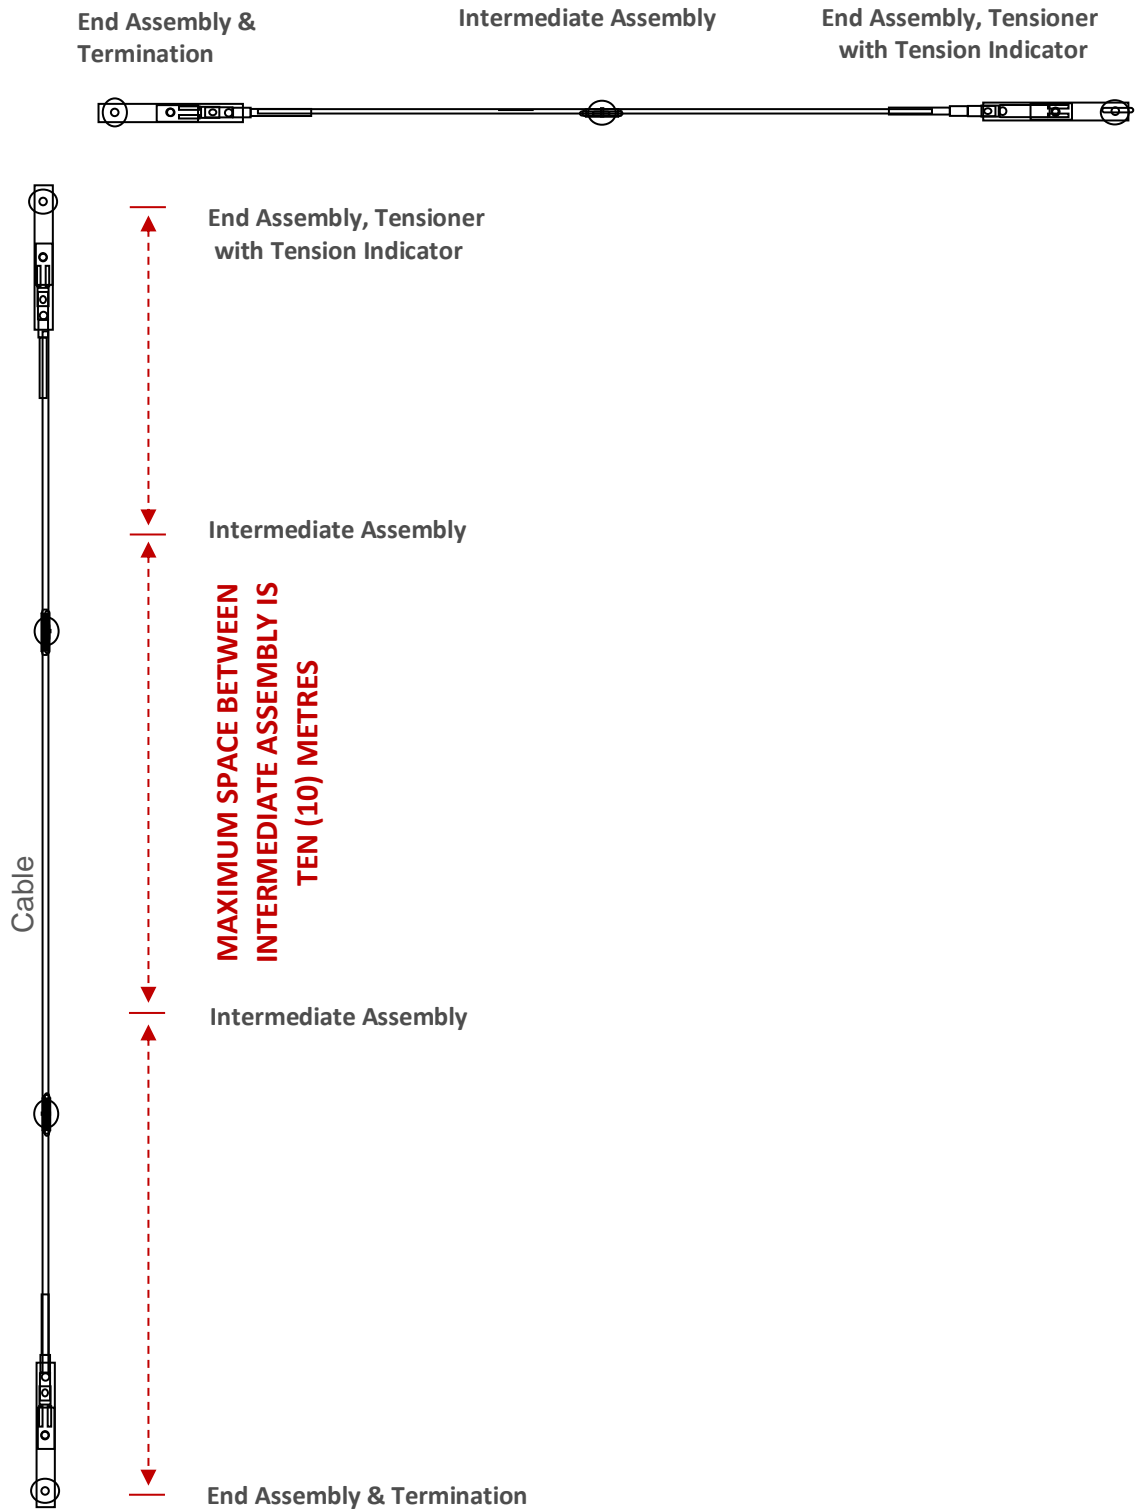 End Assembly &
Termination
Intermediate Assembly
End Assembly, Tensioner
with Tension Indicator
End Assembly, Tensioner
with Tension Indicator
Intermediate Assembly
MAXIMUM SPACE BETWEEN
INTERMEDIATE ASSEMBLY IS
TEN (10) METRES
Cable
Intermediate Assembly
End Assembly & Termination